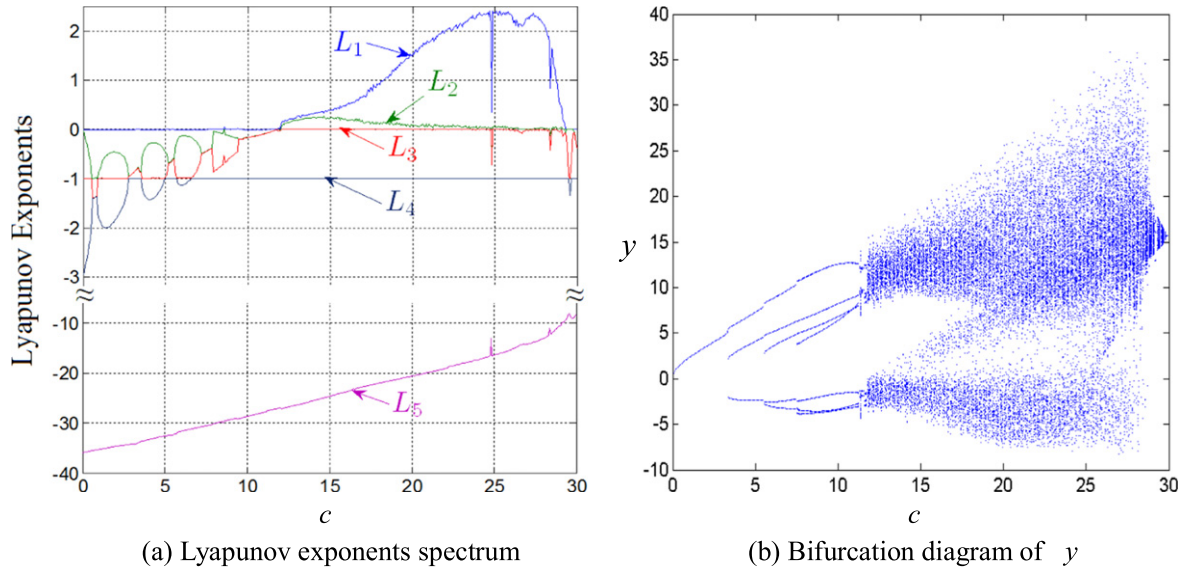 Lyapunov Exponents
2
1
0
-1
-2
-3
-10
-20
-30
-40
L1
L2
L3
L4
L5
0 5 10 15 20 25 30
c
(a) Lyapunov exponents spectrum
y
40
35
30
25
20
15
10
5
0
-5
-10
0 5 10 15 20 25 30
c
(b) Bifurcation diagram of y